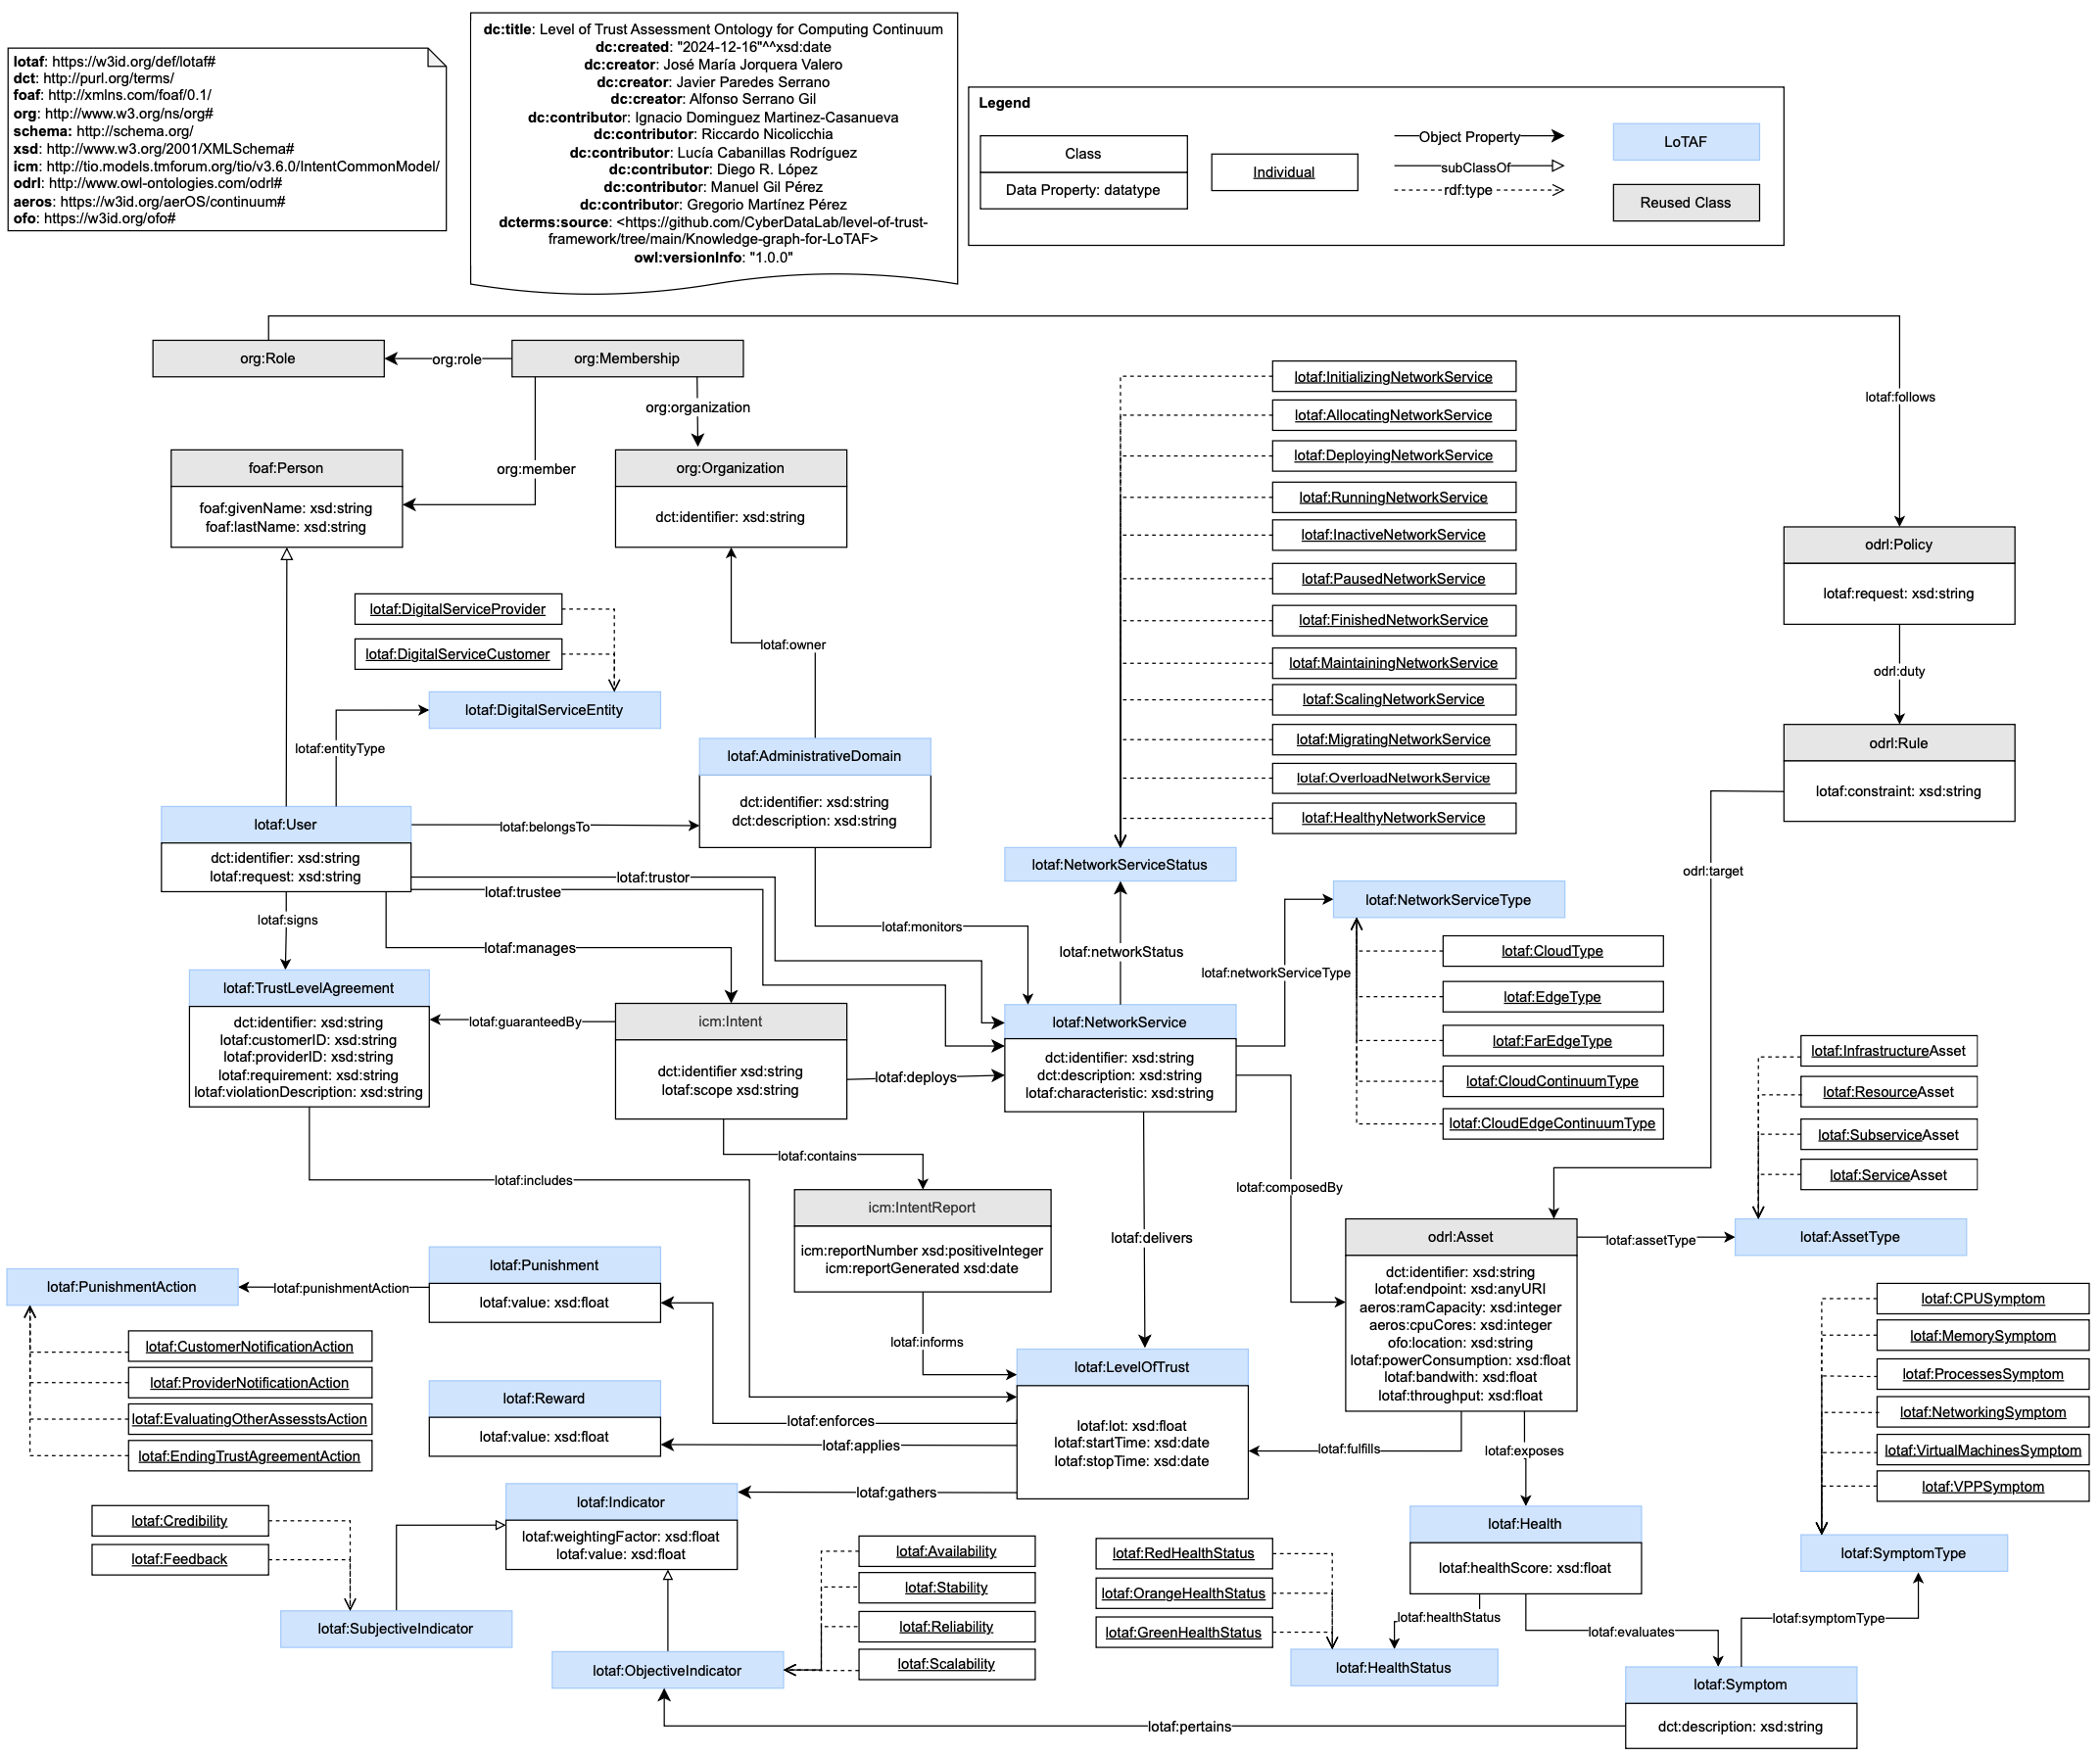 lotaf: https://w3id.org/def/lotaf#
dct: http://purl.org/terms/
foaf: http://xmlns.com/foaf/0.1/
org: http://www.w3.org/ns/org#
schema: http://schema.org/
xsd: http://www.w3.org/2001/XMLSchema#
icm: http://tio.models.tmforum.org/tio/v3.6.0/IntentCommonModel/
odrl: http://www.owl-ontologies.com/odrl#
aeros: https://w3id.org/aerOS/continuum#
ofo: https://w3id.org/ofo#
dc:title: Level of Trust Assessment Ontology for Computing Continuum
dc:created: "2024-12-16"^^xsd:date
dc:creator: José María Jorquera Valero
dc:creator: Javier Paredes Serrano
dc:creator: Alfonso Serrano Gil
dc:contributor: Ignacio Dominguez Martinez-Casanueva
dc:contributor: Riccardo Nicolicchia
dc:contributor: Lucía Cabanillas Rodríguez
dc:contributor: Diego R. López
dc:contributor: Manuel Gil Pérez
dc:contributor: Gregorio Martínez Pérez
dcterms:source: <https://github.com/CyberDataLab/level-of-trust-
framework/tree/main/Knowledge-graph-for-LoTAF>
owl:versionInfo: "1.0.0"
Legend
Class
Data Property: datatype
Individual
Object Property
subClassOf
rdf:type
LoTAF
Reused Class
org:Role
org:role
org:Membership
org:organization
org:member
lotaf:follows
foaf:Person
foaf:givenName: xsd:string
foaf:lastName: xsd:string
org:Organization
dct:identifier: xsd:string
lotaf:InitializingNetworkService
lotaf:AllocatingNetworkService
lotaf:DeployingNetworkService
lotaf:RunningNetworkService
lotaf:InactiveNetworkService
lotaf:PausedNetworkService
lotaf:FinishedNetworkService
lotaf:MaintainingNetworkService
lotaf:ScalingNetworkService
lotaf:MigratingNetworkService
lotaf:OverloadNetworkService
lotaf:HealthyNetworkService
lotaf:NetworkServiceStatus
odrl:Policy
lotaf:request: xsd:string
odrl:duty
odrl:Rule
lotaf:constraint: xsd:string
odrl:target
lotaf:DigitalServiceProvider
lotaf:DigitalServiceCustomer
lotaf:DigitalServiceEntity
lotaf:entityType
lotaf:owner
lotaf:AdministrativeDomain
dct:identifier: xsd:string
dct:description: xsd:string
lotaf:User
dct:identifier: xsd:string
lotaf:request: xsd:string
lotaf:belongsTo
lotaf:trustor
lotaf:trustee
lotaf:signs
lotaf:manages
lotaf:monitors
lotaf:networkStatus
lotaf:networkServiceType
lotaf:NetworkServiceType
lotaf:CloudType
lotaf:EdgeType
lotaf:FarEdgeType
lotaf:CloudContinuumType
lotaf:CloudEdgeContinuumType
lotaf:TrustLevelAgreement
dct:identifier: xsd:string
lotaf:customerID: xsd:string
lotaf:providerID: xsd:string
lotaf:requirement: xsd:string
lotaf:violationDescription: xsd:string
lotaf:guaranteedBy
icm:Intent
dct:identifier xsd:string
lotaf:scope xsd:string
lotaf:deploys
lotaf:NetworkService
dct:identifier: xsd:string
dct:description: xsd:string
lotaf:characteristic: xsd:string
lotaf:InfrastructureAsset
lotaf:ResourceAsset
lotaf:SubserviceAsset
lotaf:ServiceAsset
lotaf:AssetType
lotaf:assetType
lotaf:contains
lotaf:includes
lotaf:composedBy
lotaf:delivers
icm:IntentReport
icm:reportNumber xsd:positiveInteger
icm:reportGenerated xsd:date
lotaf:informs
odrl:Asset
dct:identifier: xsd:string
lotaf:endpoint: xsd:anyURI
aeros:ramCapacity: xsd:integer
aeros:cpuCores: xsd:integer
ofo:location: xsd:string
lotaf:powerConsumption: xsd:float
lotaf:bandwith: xsd:float
lotaf:throughput: xsd:float
lotaf:PunishmentAction
lotaf:punishmentAction
lotaf:Punishment
lotaf:value: xsd:float
lotaf:CustomerNotificationAction
lotaf:ProviderNotificationAction
lotaf:EvaluatingOtherAssesstsAction
lotaf:EndingTrustAgreementAction
lotaf:Reward
lotaf:value: xsd:float
lotaf:enforces
lotaf:applies
lotaf:gathers
lotaf:LevelOfTrust
lotaf:lot: xsd:float
lotaf:startTime: xsd:date
lotaf:stopTime: xsd:date
lotaf:fulfills
lotaf:exposes
lotaf:CPUSymptom
lotaf:MemorySymptom
lotaf:ProcessesSymptom
lotaf:NetworkingSymptom
lotaf:VirtualMachinesSymptom
lotaf:VPPSymptom
lotaf:SymptomType
lotaf:Indicator
lotaf:weightingFactor: xsd:float
lotaf:value: xsd:float
lotaf:Credibility
lotaf:Feedback
lotaf:SubjectiveIndicator
lotaf:Availability
lotaf:Stability
lotaf:Reliability
lotaf:Scalability
lotaf:ObjectiveIndicator
lotaf:RedHealthStatus
lotaf:OrangeHealthStatus
lotaf:GreenHealthStatus
lotaf:HealthStatus
lotaf:Health
lotaf:healthScore: xsd:float
lotaf:healthStatus
lotaf:evaluates
lotaf:symptomType
lotaf:Symptom
dct:description: xsd:string
lotaf:pertains